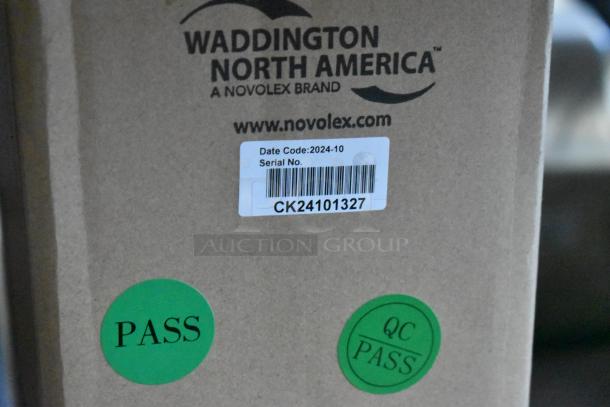 WADDINGTON
NORTH AMERICA™
A NOVOLEX BRAND
www.novolex.com
Date Code:2024-10
Serial No.
CK24101327
AUCTION GROUP
PASS
QC
PASS